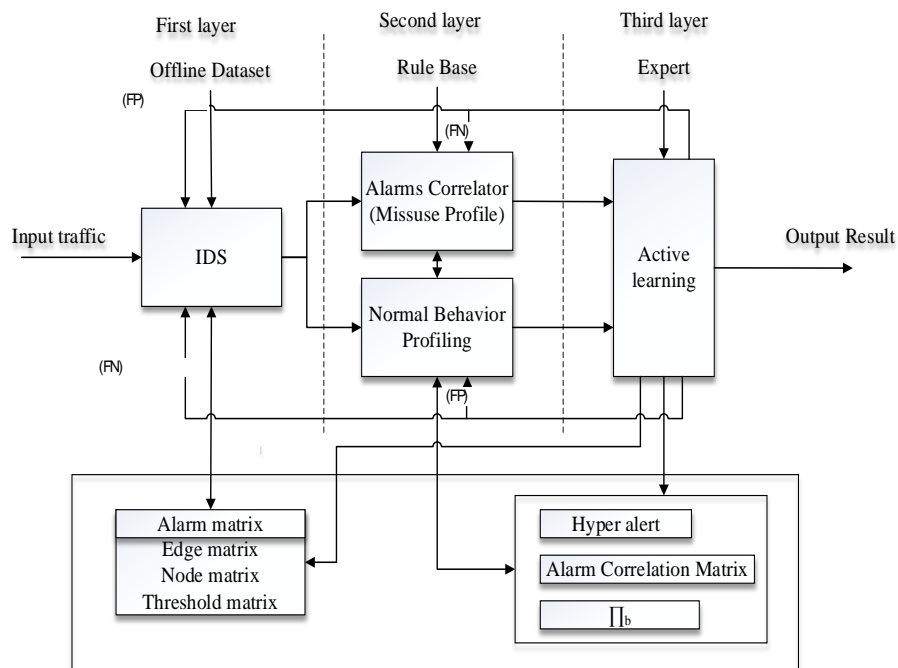 First layer
Second layer
Third layer
Offline Dataset
Rule Base
Expert
(FP)
(FN)
Alarms Correlator
(Missuse Profile)
Input traffic
IDS
Active
learning
Output Result
Normal Behavior
Profiling
(FN)
(FP)
Alarm matrix
Edge matrix
Node matrix
Threshold matrix
Hyper alert
Alarm Correlation Matrix
∏b